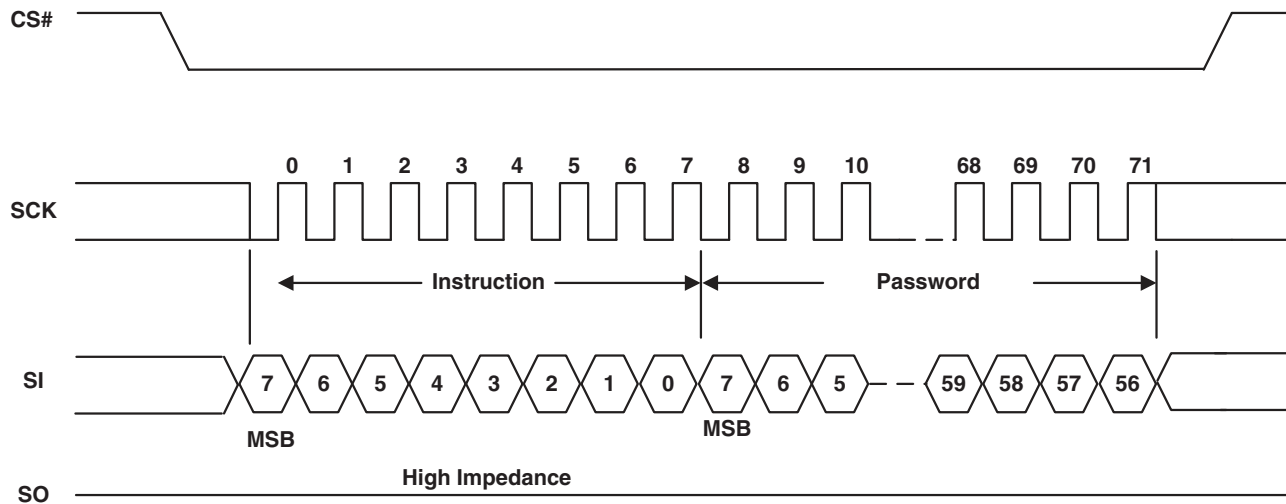 CS#
0 1 2 3 4 5 6 7 8 9 10 68 69 70 71
SCK
Instruction Password
SI 7 6 5 4 3 2 1 0 7 6 5 59 58 57 56
MSB MSB
High Impedance
SO